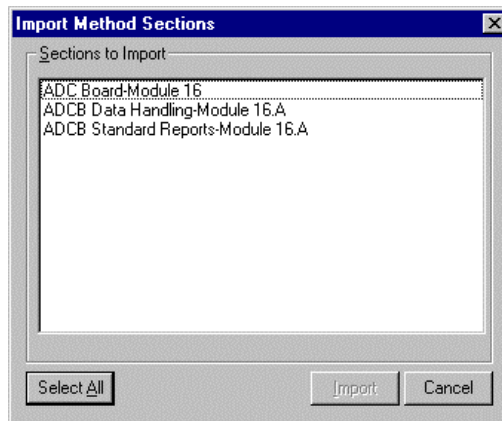 Import Method Sections
Sections to Import
ADC Board-Module 16
ADCB Data Handling-Module 16.A
ADCB Standard Reports-Module 16.A
Select All
Import
Cancel